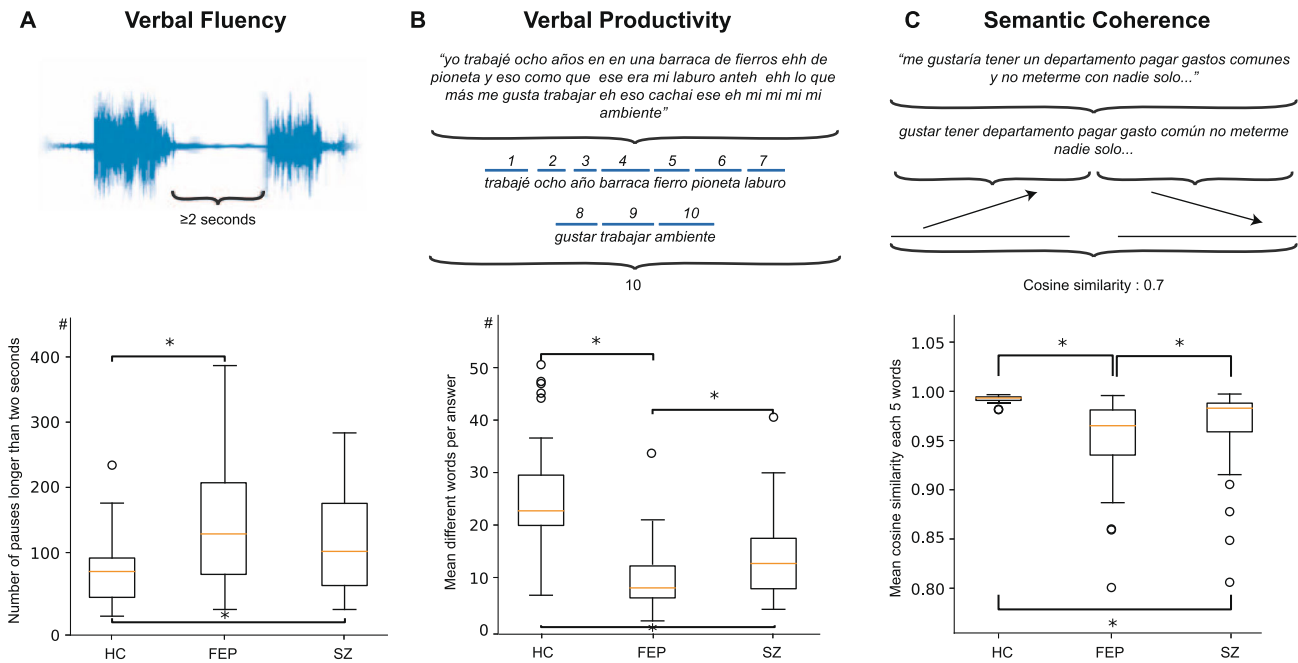 A
Verbal Fluency
≥2 seconds
#
Number of pauses longer than two seconds
400
300
200
100
0
*
*
HC
FEP
SZ
B
Verbal Productivity
“yo trabajé ocho años en en una barraca de fierros ehh de
pioneta y eso como que ese era mi laburo anteh ehh lo que
más me gusta trabajar eh eso cachai ese eh mi mi mi mi
ambiente”
1 2 3 4 5 6 7
trabajé ocho año barraca fierro pioneta laburo
8 9 10
gustar trabajar ambiente
10
#
Mean different words per answer
50
40
30
20
10
0
*
*
*
HC
FEP
SZ
C
Semantic Coherence
“me gustaría tener un departamento pagar gastos comunes
y no meterme con nadie solo...”
gustar tener departamento pagar gasto común no meterme
nadie solo...
Cosine similarity : 0.7
Mean cosine similarity each 5 words
1.05
1.00
0.95
0.90
0.85
0.80
*
*
*
HC
FEP
SZ